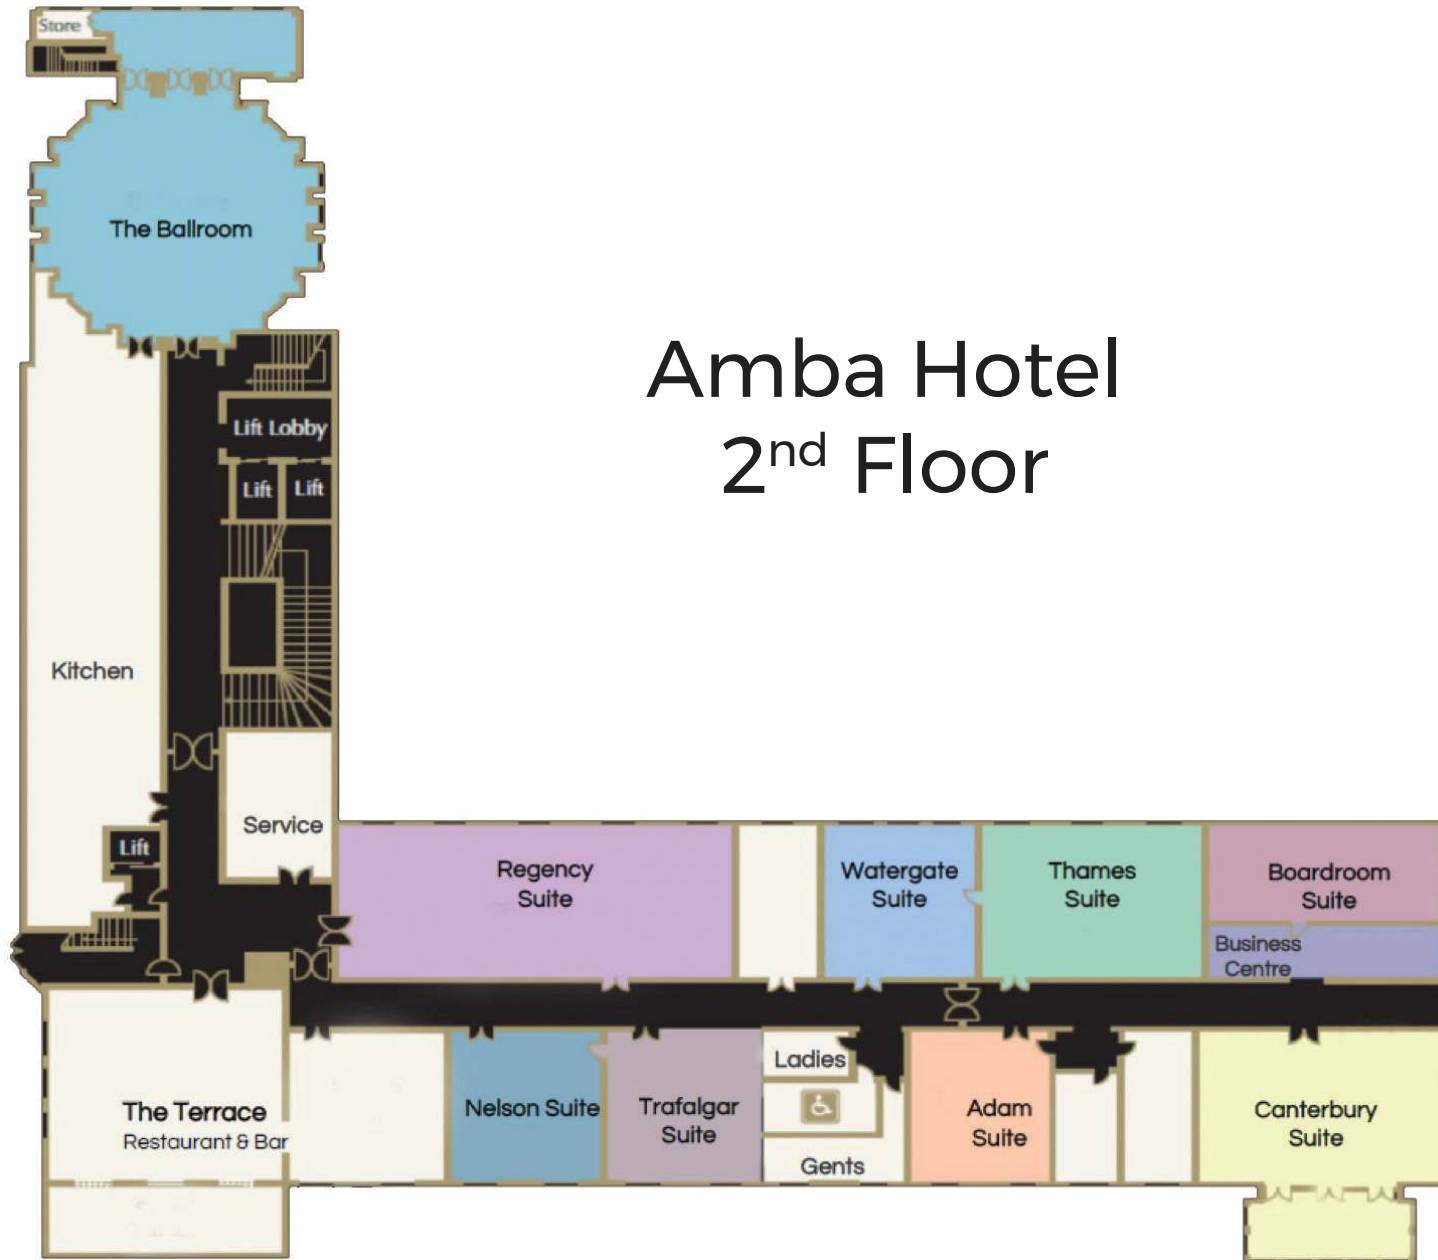 Store
The Ballroom
Amba Hotel
2nd Floor
Lift Lobby
Lift
Lift
Kitchen
Service
Lift
Regency
Suite
Watergate
Suite
Thames
Suite
Boardroom
Suite
Business
Centre
The Terrace
Restaurant & Bar
Nelson Suite
Trafalgar
Suite
Ladies
Gents
Adam
Suite
Canterbury
Suite